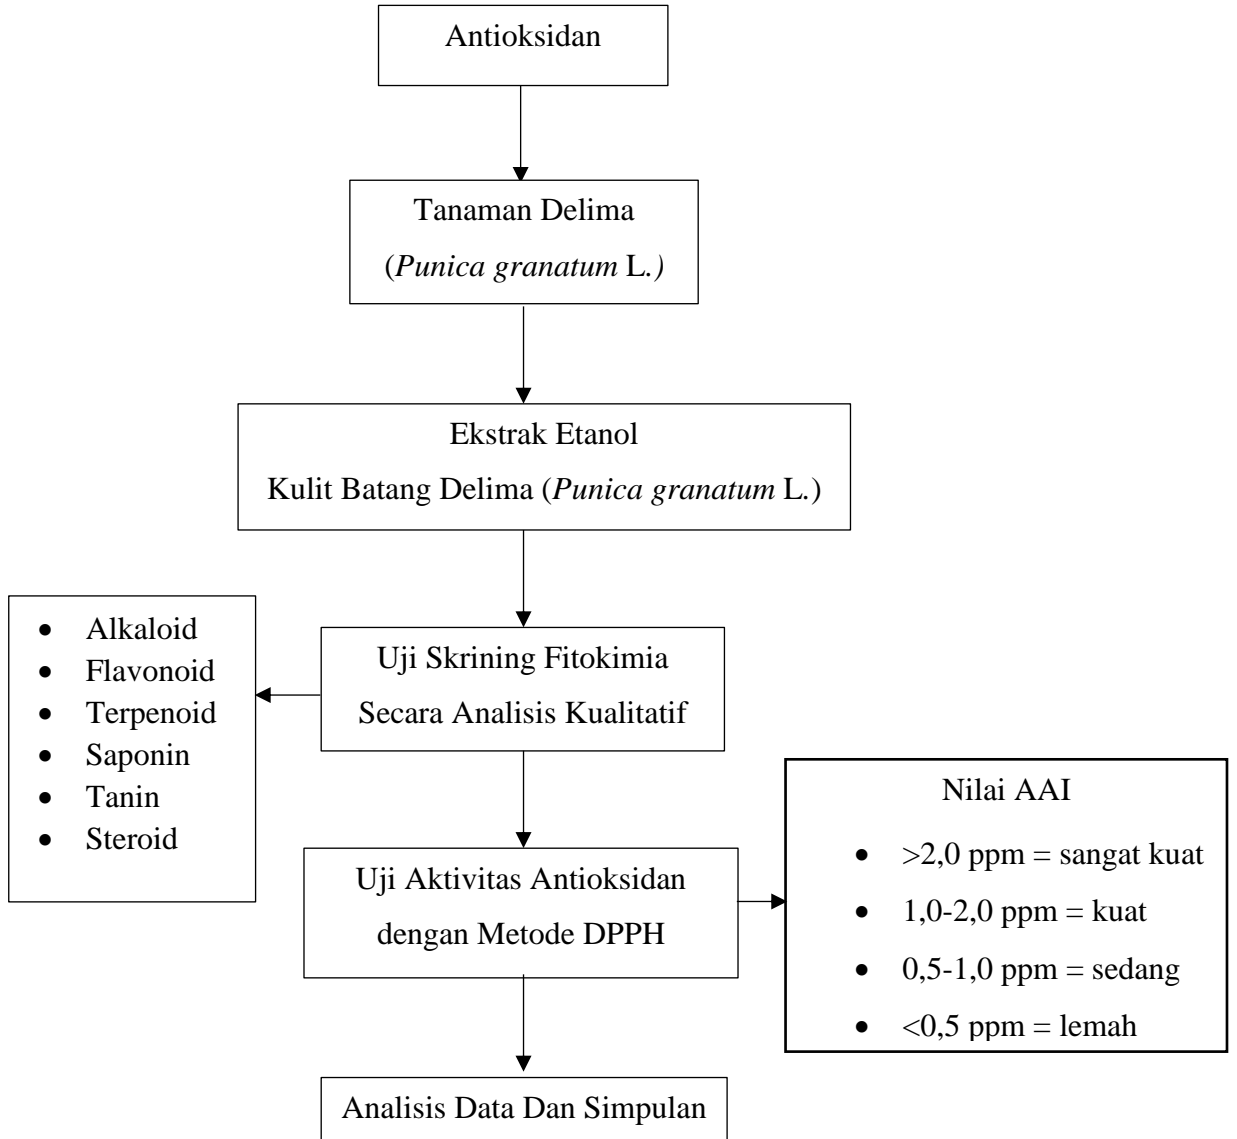 Antioksidan
Tanaman Delima
(Punica granatum L.)
Ekstrak Etanol
Kulit Batang Delima (Punica granatum L.)
Uji Skrining Fitokimia
Secara Analisis Kualitatif
• Alkaloid
• Flavonoid
• Terpenoid
• Saponin
• Tanin
• Steroid
Uji Aktivitas Antioksidan
dengan Metode DPPH
Nilai AAI
• >2,0 ppm = sangat kuat
• 1,0-2,0 ppm = kuat
• 0,5-1,0 ppm = sedang
• <0,5 ppm = lemah
Analisis Data Dan Simpulan